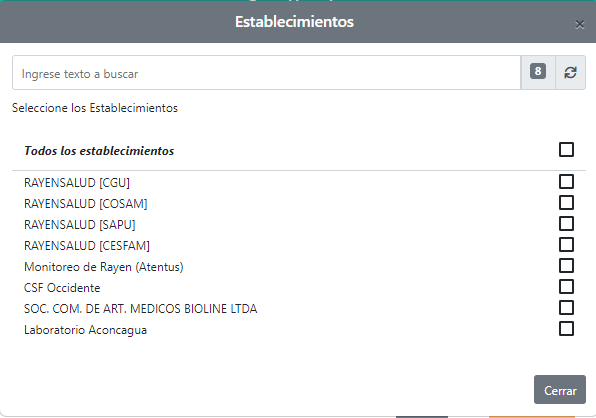 Establecimientos
×
Ingrese texto a buscar
8
Seleccione los Establecimientos
Todos los establecimientos
RAYENSALUD [CGU]
RAYENSALUD [COSAM]
RAYENSALUD [SAPU]
RAYENSALUD [CESFAM]
Monitoreo de Rayen (Atentus)
CSF Occidente
SOC. COM. DE ART. MEDICOS BIOLINE LTDA
Laboratorio Aconcagua
Cerrar